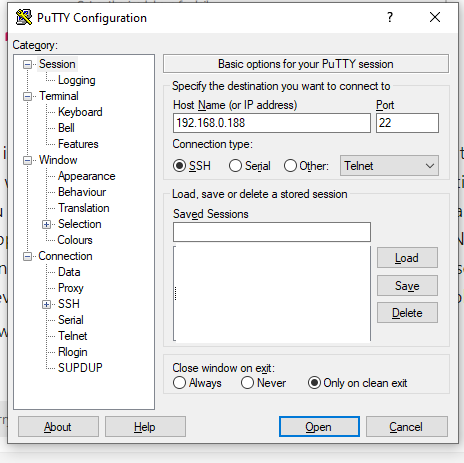 PuTTY Configuration
Category:
Session
Logging
Terminal
Keyboard
Bell
Features
Window
Appearance
Behaviour
Translation
Selection
Colours
Connection
Data
Proxy
SSH
Serial
Telnet
Rlogin
SUPDUP
Basic options for your PuTTY session
Specify the destination you want to connect to
Host Name (or IP address) Port
192.168.0.188 22
Connection type:
SSH Serial Other: Telnet
Load, save or delete a stored session
Saved Sessions
Load
Save
Delete
Close window on exit:
Always Never Only on clean exit
About Help Open Cancel